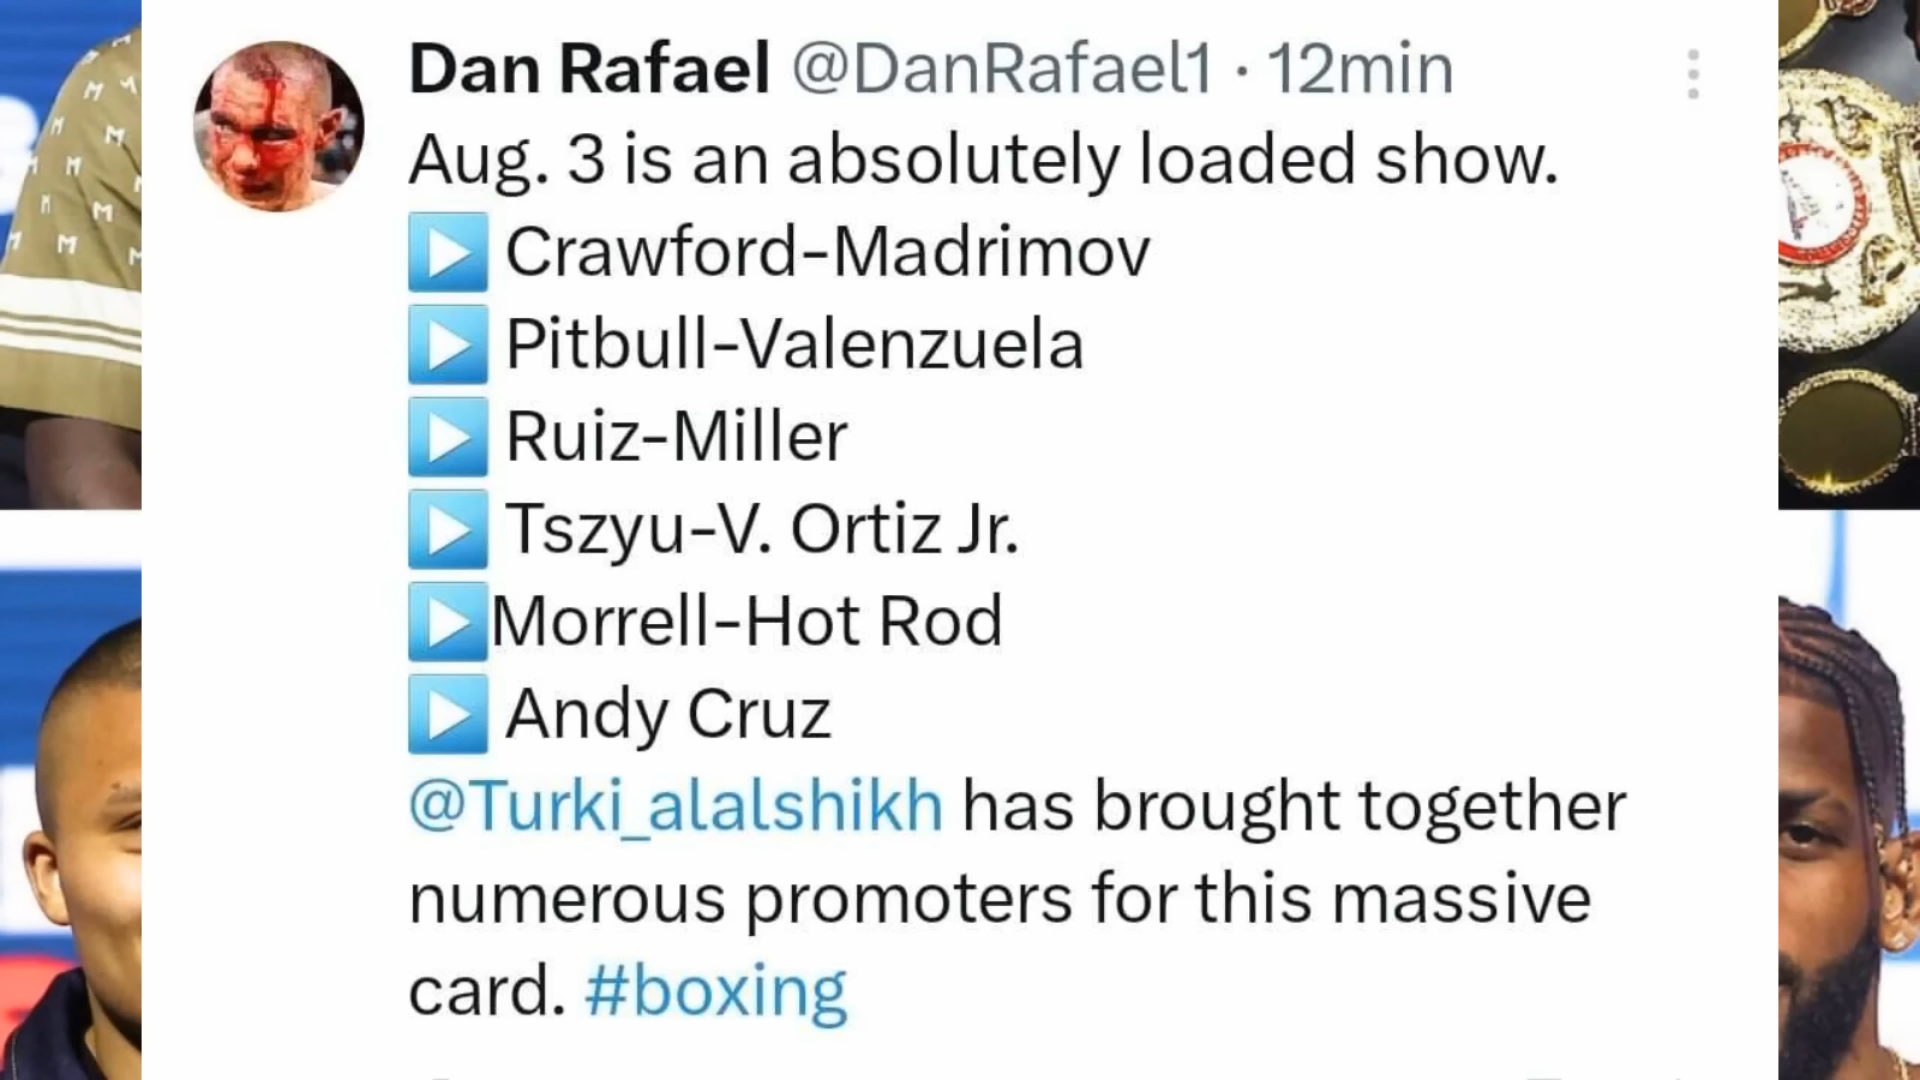 Dan Rafael @DanRafael1 · 12min
Aug. 3 is an absolutely loaded show.
▶️ Crawford-Madrimov
▶️ Pitbull-Valenzuela
▶️ Ruiz-Miller
▶️ Tszyu-V. Ortiz Jr.
▶️Morrell-Hot Rod
▶️ Andy Cruz
@Turki_alalshikh has brought together
numerous promoters for this massive
card. #boxing